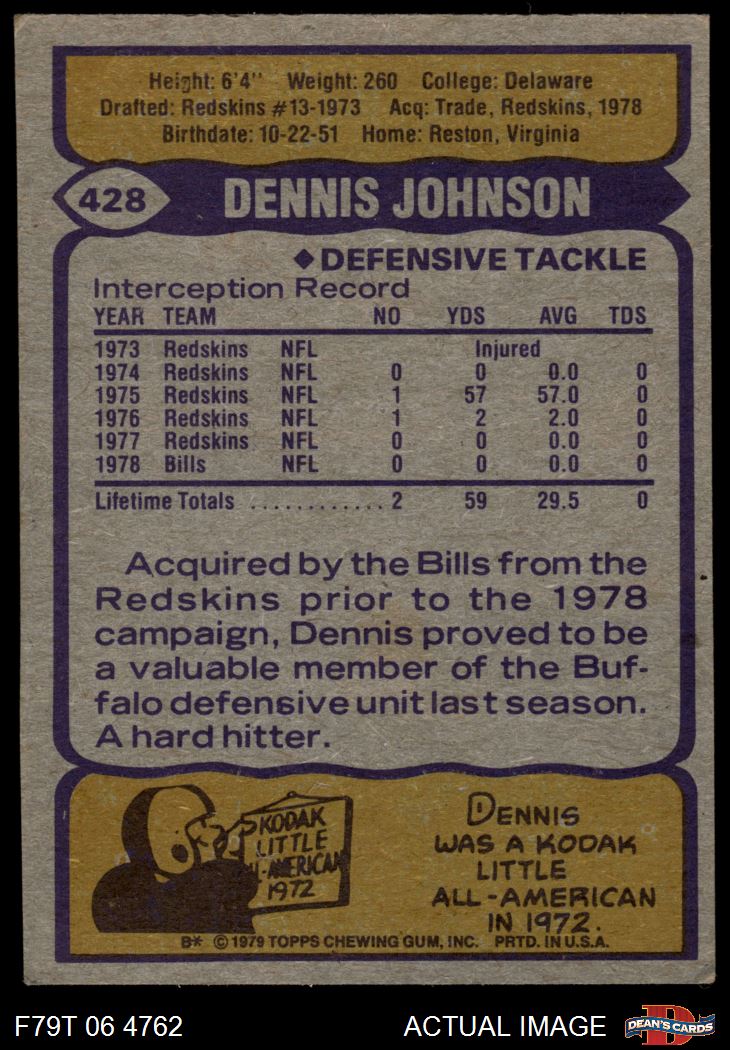 Height: 6'4" Weight: 260 College: Delaware
Drafted: Redskins #13-1973 Acq: Trade, Redskins, 1978
Birthdate: 10-22-51 Home: Reston, Virginia
428 DENNIS JOHNSON
◆ DEFENSIVE TACKLE
Interception Record
YEAR TEAM NO YDS AVG TDS
1973 Redskins NFL Injured
1974 Redskins NFL 0 0 0.0 0
1975 Redskins NFL 1 57 57.0 0
1976 Redskins NFL 1 2 2.0 0
1977 Redskins NFL 0 0 0.0 0
1978 Bills NFL 0 0 0.0 0
Lifetime Totals ............ 2 59 29.5 0
Acquired by the Bills from the
Redskins prior to the 1978
campaign, Dennis proved to be
a valuable member of the Buf-
falo defensive unit last season.
A hard hitter.
KODAK
LITTLE
ALL-AMERICAN
1972
DENNIS
WAS A KODAK
LITTLE
ALL-AMERICAN
IN 1972.
B* © 1979 TOPPS CHEWING GUM, INC. PRTD. IN U.S.A.
F79T 06 4762 ACTUAL IMAGE DEAN'S CARDS